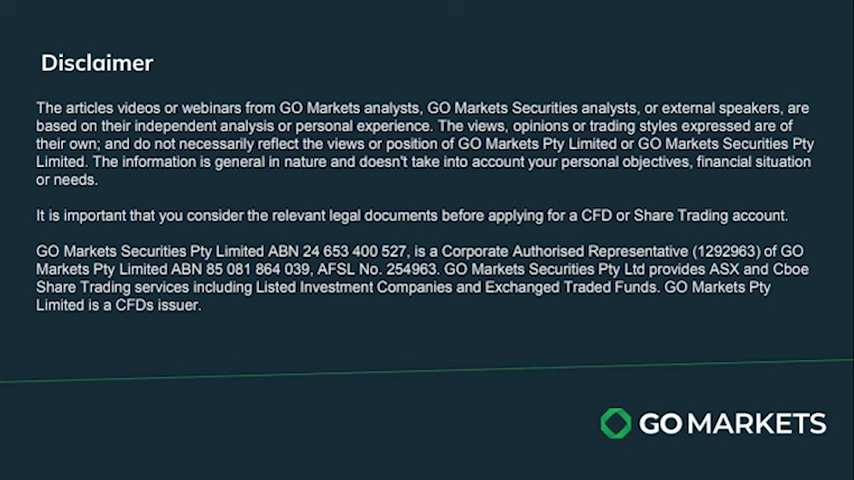 Disclaimer
The articles videos or webinars from GO Markets analysts, GO Markets Securities analysts, or external speakers, are
based on their independent analysis or personal experience. The views, opinions or trading styles expressed are of
their own; and do not necessarily reflect the views or position of GO Markets Pty Limited or GO Markets Securities Pty
Limited. The information is general in nature and doesn't take into account your personal objectives, financial situation
or needs.
It is important that you consider the relevant legal documents before applying for a CFD or Share Trading account.
GO Markets Securities Pty Limited ABN 24 653 400 527, is a Corporate Authorised Representative (1292963) of GO
Markets Pty Limited ABN 85 081 864 039, AFSL No. 254963. GO Markets Securities Pty Ltd provides ASX and Cboe
Share Trading services including Listed Investment Companies and Exchanged Traded Funds. GO Markets Pty
Limited is a CFDs issuer.
GO MARKETS